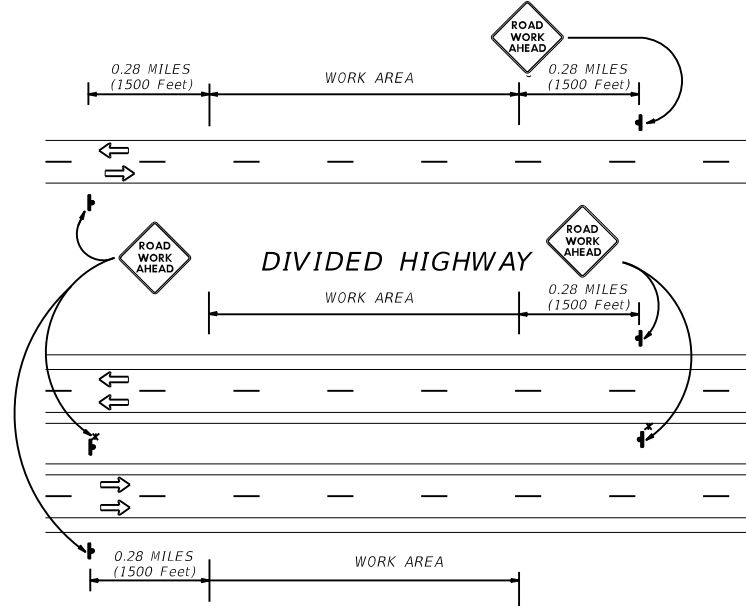 ROAD
WORK
AHEAD
0.28 MILES
(1500 Feet)
WORK AREA
0.28 MILES
(1500 Feet)
ROAD
WORK
AHEAD
ROAD
WORK
AHEAD
DIVIDED HIGHWAY
WORK AREA
0.28 MILES
(1500 Feet)
x
x
0.28 MILES
(1500 Feet)
WORK AREA